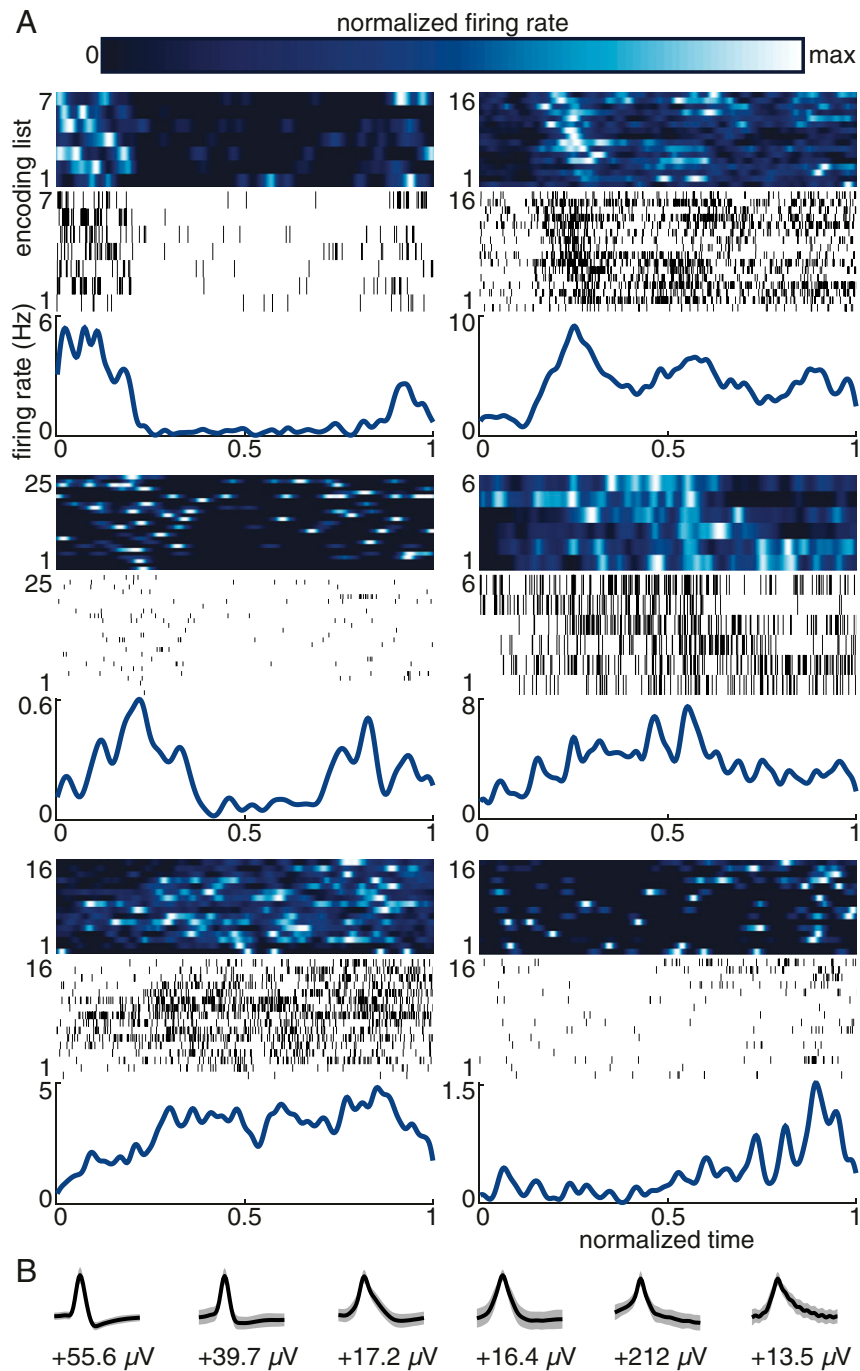 A
normalized firing rate
0 max
encoding list
7
1
7
1
firing rate (Hz)
6
0
0 0.5 1
16
1
16
1
10
0
0 0.5 1
25
1
25
1
0.6
0
0 0.5 1
6
1
6
1
8
0
0 0.5 1
16
1
16
1
5
0
0 0.5 1
16
1
16
1
1.5
0
0 0.5 1
normalized time
B
+55.6 µV +39.7 µV +17.2 µV +16.4 µV +212 µV +13.5 µV